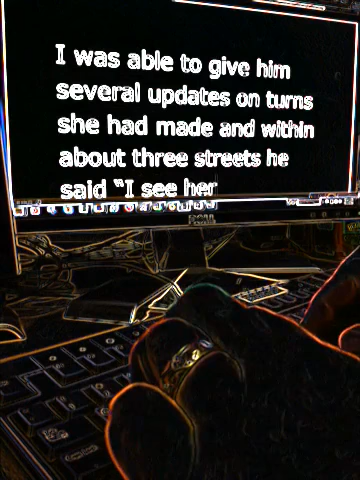 I was able to give him
several updates on turns
she had made and within
about three streets he
said "I see her
DELL